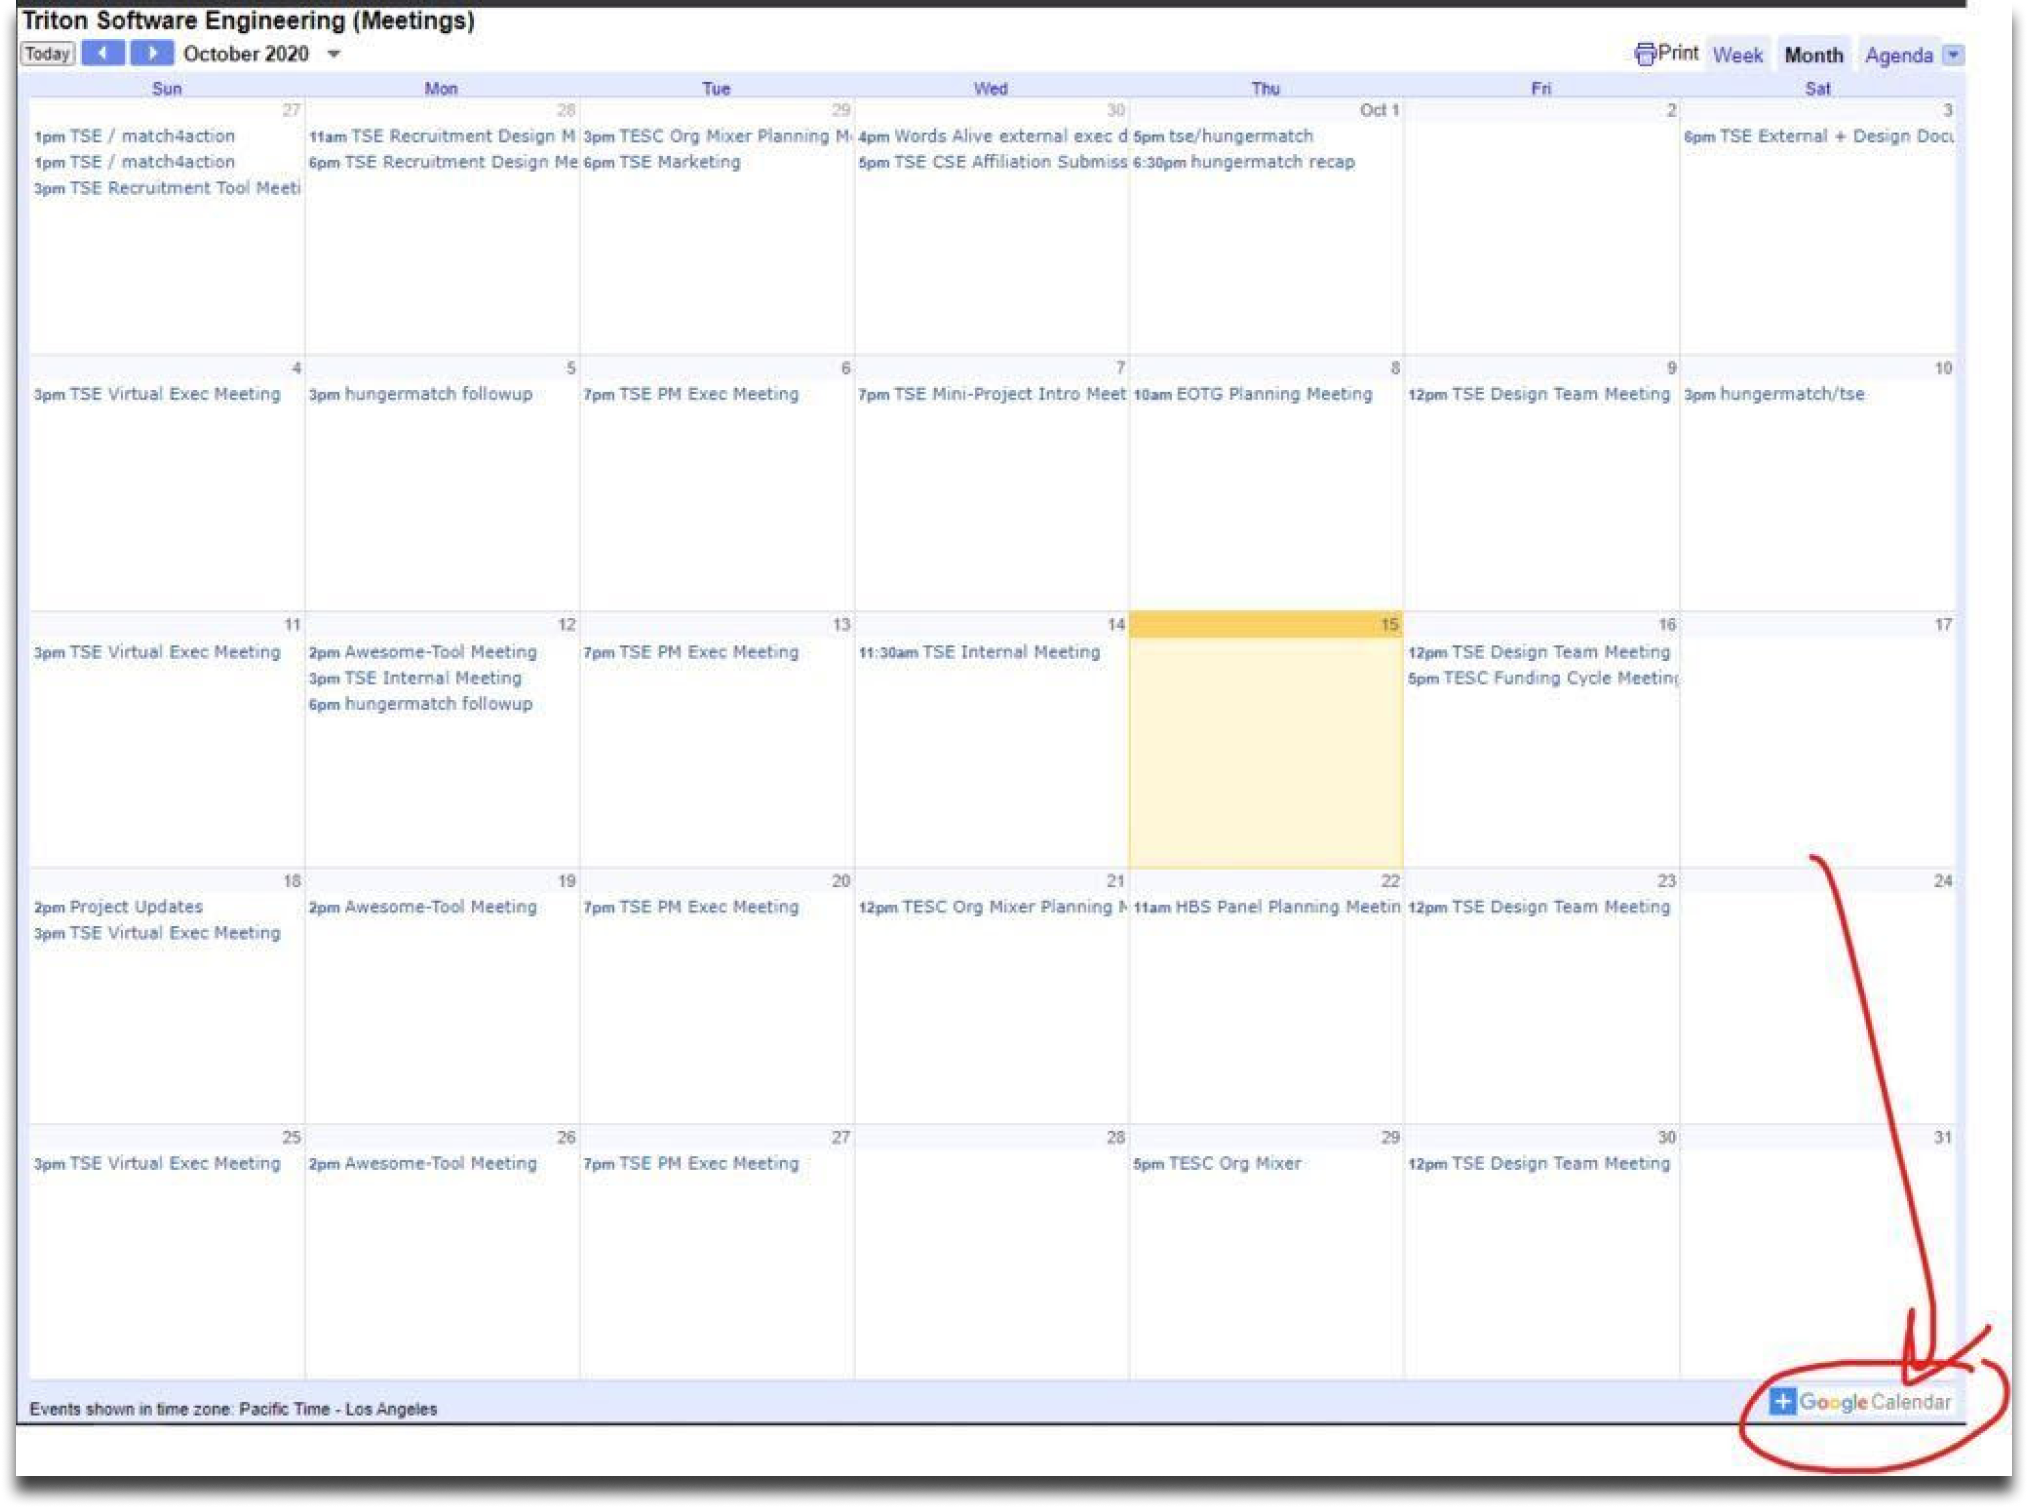 Triton Software Engineering (Meetings)
Today October 2020 Print Week Month Agenda
Sun Mon Tue Wed Thu Fri Sat
27 28 29 30 Oct 1 2 3
1pm TSE / match4action 11am TSE Recruitment Design M 3pm TESC Org Mixer Planning M 4pm Words Alive external exec d 5pm tse/hungermatch 6pm TSE External + Design Docu
1pm TSE / match4action 6pm TSE Recruitment Design Me 6pm TSE Marketing 5pm TSE CSE Affiliation Submiss 6:30pm hungermatch recap
3pm TSE Recruitment Tool Meeti
4 5 6 7 8 9 10
3pm TSE Virtual Exec Meeting 3pm hungermatch followup 7pm TSE PM Exec Meeting 7pm TSE Mini-Project Intro Meet 10am EOTG Planning Meeting 12pm TSE Design Team Meeting 3pm hungermatch/tse
11 12 13 14 15 16 17
3pm TSE Virtual Exec Meeting 2pm Awesome-Tool Meeting 7pm TSE PM Exec Meeting 11:30am TSE Internal Meeting 12pm TSE Design Team Meeting
3pm TSE Internal Meeting 5pm TESC Funding Cycle Meeting
6pm hungermatch followup
18 19 20 21 22 23 24
2pm Project Updates 2pm Awesome-Tool Meeting 7pm TSE PM Exec Meeting 12pm TESC Org Mixer Planning M 11am HBS Panel Planning Meetin 12pm TSE Design Team Meeting
3pm TSE Virtual Exec Meeting
25 26 27 28 29 30 31
3pm TSE Virtual Exec Meeting 2pm Awesome-Tool Meeting 7pm TSE PM Exec Meeting 5pm TESC Org Mixer 12pm TSE Design Team Meeting
Events shown in time zone: Pacific Time - Los Angeles + Google Calendar